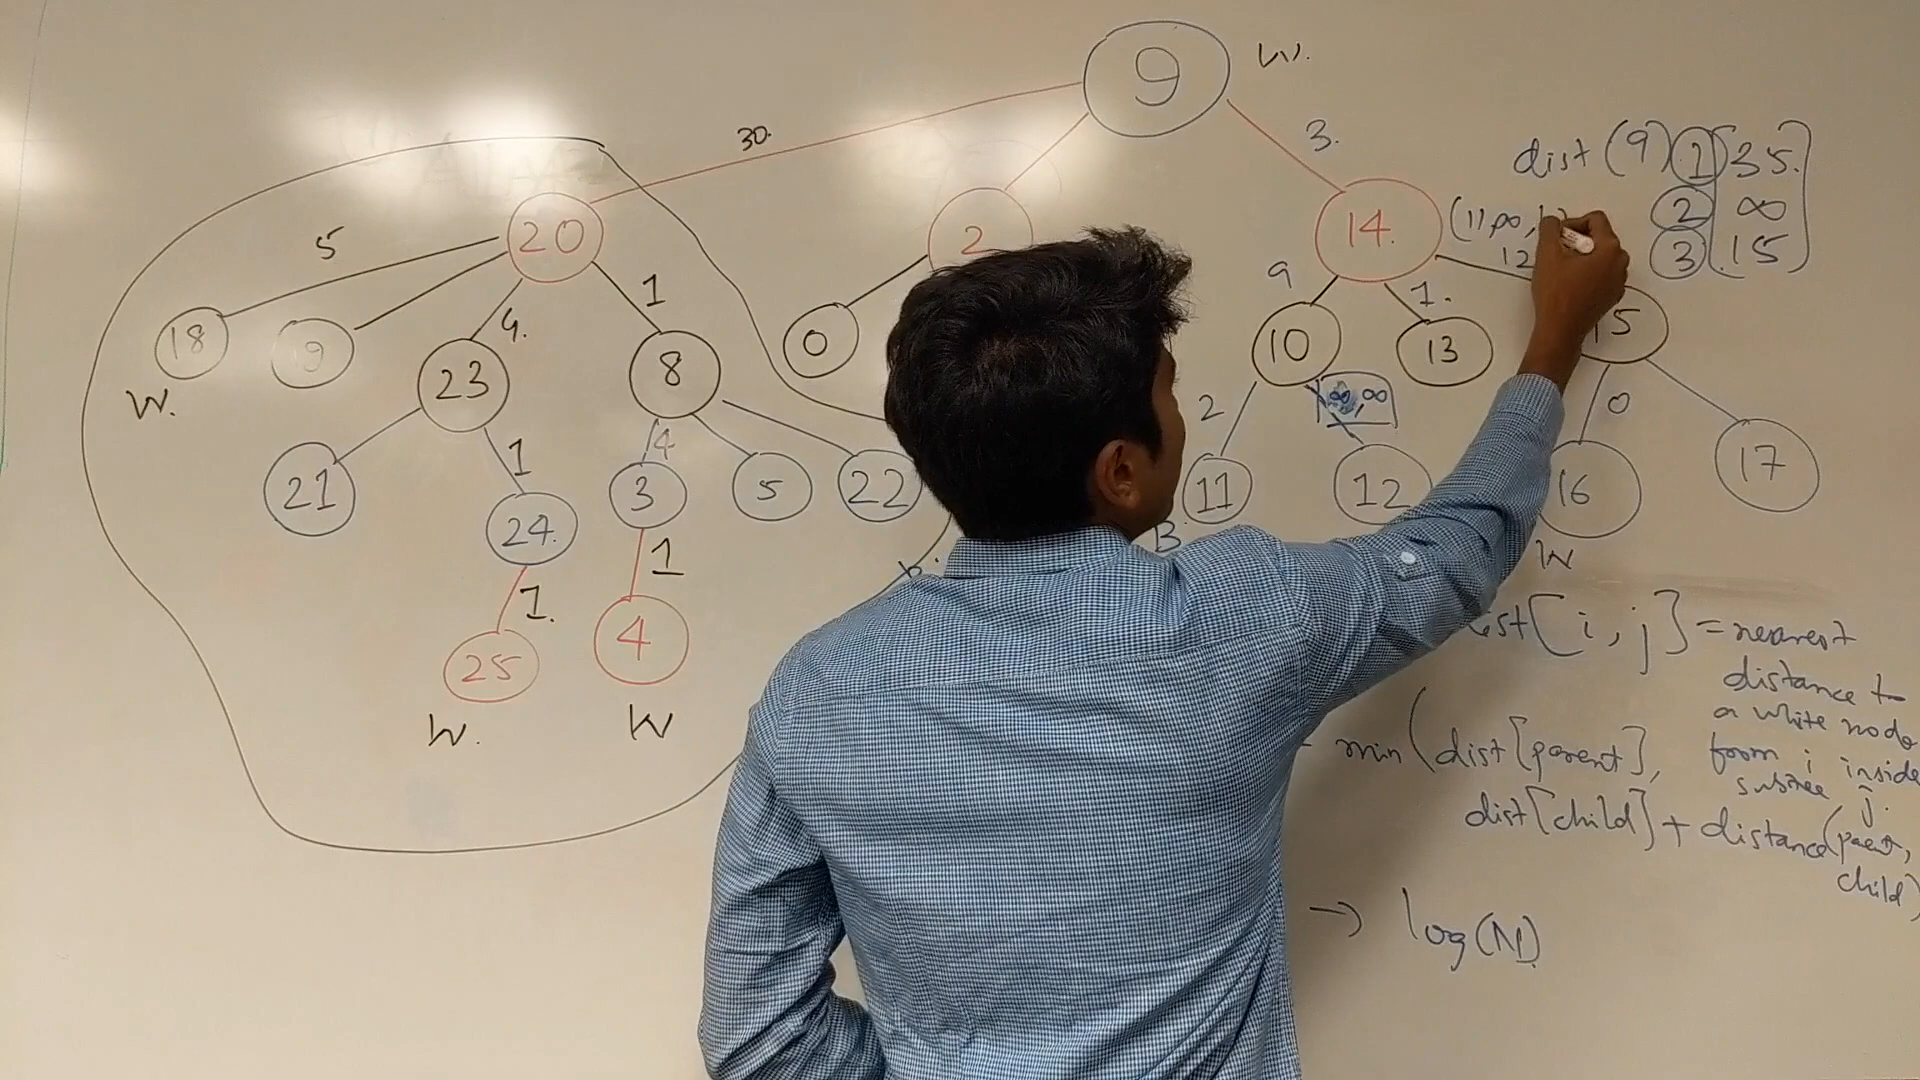 9 W.
30.
3.
dist (9) 1 35.
2 ∞
3 .15
20 2 14. (11,∞,
12
5 1 9 1.
18 9 23 8 0 10 13 15
4.
W.
2 ∞,∞ 0
21 1 24. 4 3 5 22 11 12 16 17
1 B W
1.
25 4
W. W
[i, j] = nearest
distance to
a white node
from i inside
subtree j.
min (dist[parent],
dist[child] + distance(parent,
child)
→ log(N)